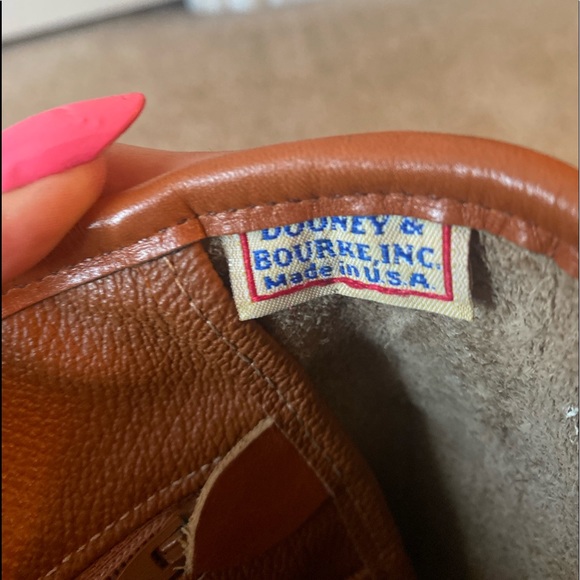 DOONEY &
BOURKE, INC.
Made in U.S.A